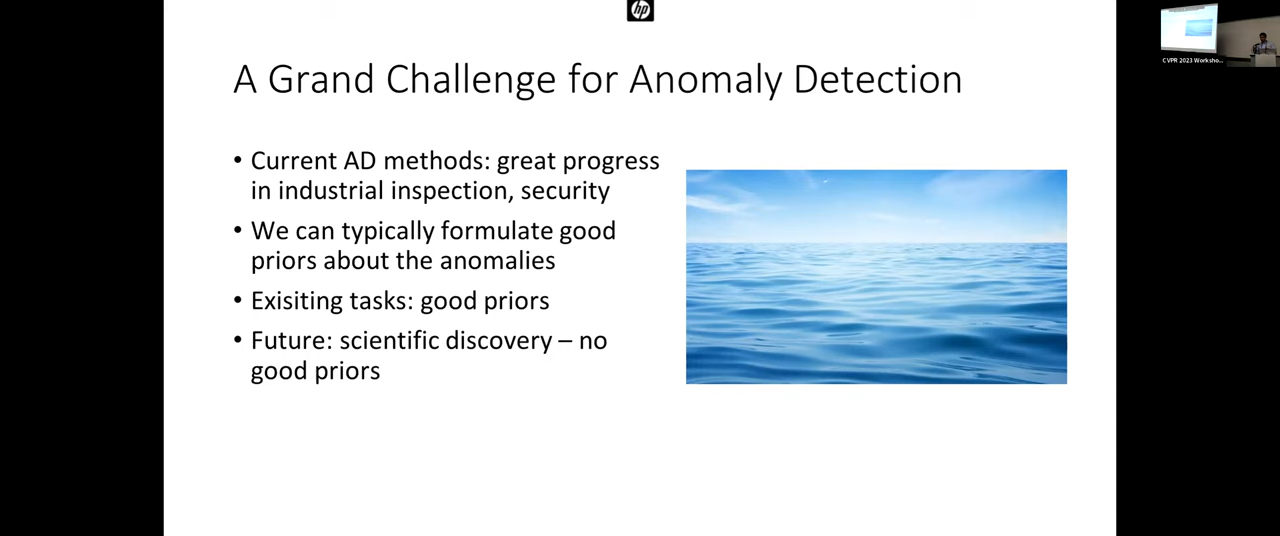 hp
A Grand Challenge for Anomaly Detection
• Current AD methods: great progress
in industrial inspection, security
• We can typically formulate good
priors about the anomalies
• Exisiting tasks: good priors
• Future: scientific discovery – no
good priors
CVPR 2023 Worksho...